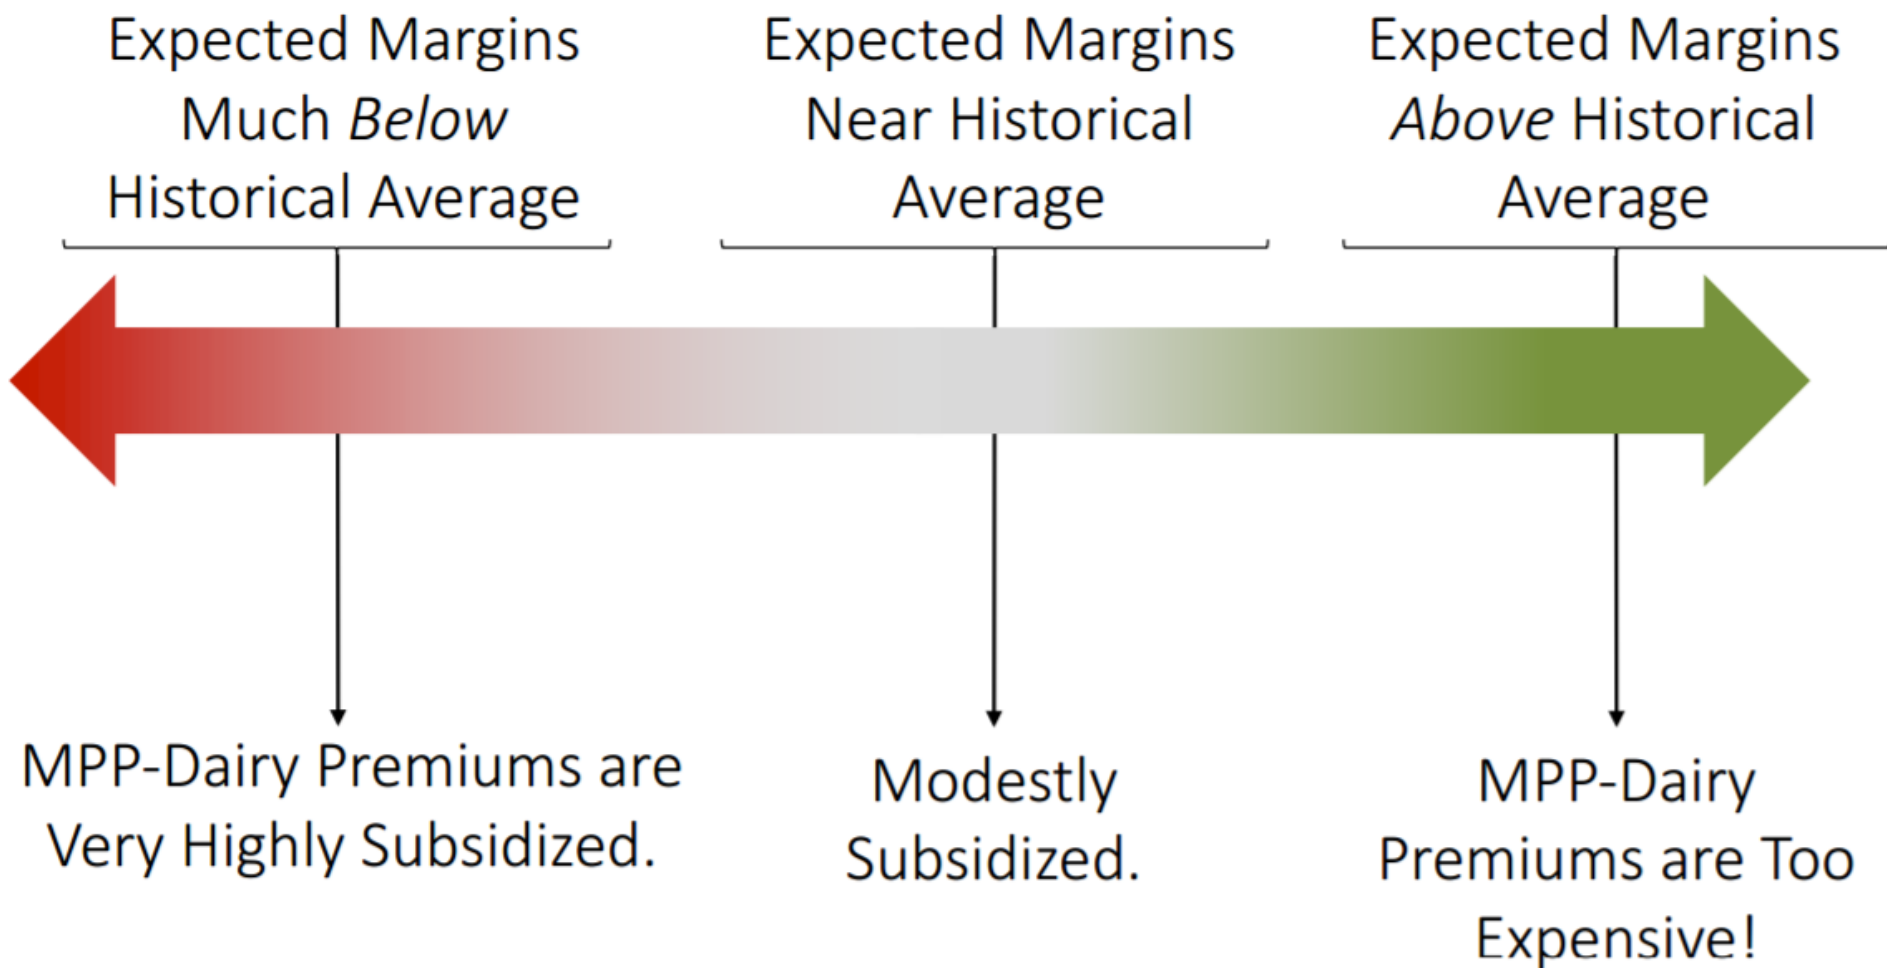 Expected Margins
Much Below
Historical Average
Expected Margins
Near Historical
Average
Expected Margins
Above Historical
Average
MPP-Dairy Premiums are
Very Highly Subsidized.
Modestly
Subsidized.
MPP-Dairy
Premiums are Too
Expensive!